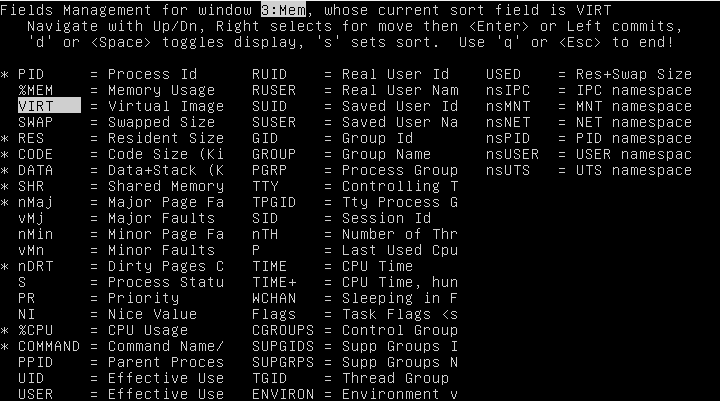 Fields Management for window 3:Mem, whose current sort field is VIRT
   Navigate with Up/Dn, Right selects for move then <Enter> or Left commits,
   'd' or <Space> toggles display, 's' sets sort.  Use 'q' or <Esc> to end!
* PID     = Process Id       RUID    = Real User Id     USED    = Res+Swap Size
  %MEM    = Memory Usage     RUSER   = Real User Nam    nsIPC   = IPC namespace
  VIRT    = Virtual Image    SUID    = Saved User Id    nsMNT   = MNT namespace
  SWAP    = Swapped Size     SUSER   = Saved User Na    nsNET   = NET namespace
* RES     = Resident Size    GID     = Group Id         nsPID   = PID namespace
* CODE    = Code Size (Ki    GROUP   = Group Name       nsUSER  = USER namespac
* DATA    = Data+Stack (K    PGRP    = Process Group    nsUTS   = UTS namespace
* SHR     = Shared Memory    TTY     = Controlling T
* nMaj    = Major Page Fa    TPGID   = Tty Process G
  vMj     = Major Faults     SID     = Session Id
  nMin    = Minor Page Fa    nTH     = Number of Thr
  vMn     = Minor Faults     P       = Last Used Cpu
* nDRT    = Dirty Pages C    TIME    = CPU Time
  S       = Process Statu    TIME+   = CPU Time, hun
  PR      = Priority         WCHAN   = Sleeping in F
  NI      = Nice Value       Flags   = Task Flags <s
* %CPU    = CPU Usage        CGROUPS = Control Group
* COMMAND = Command Name/    SUPGIDS = Supp Groups I
  PPID    = Parent Proces    SUPGRPS = Supp Groups N
  UID     = Effective Use    TGID    = Thread Group
  USER    = Effective Use    ENVIRON = Environment v